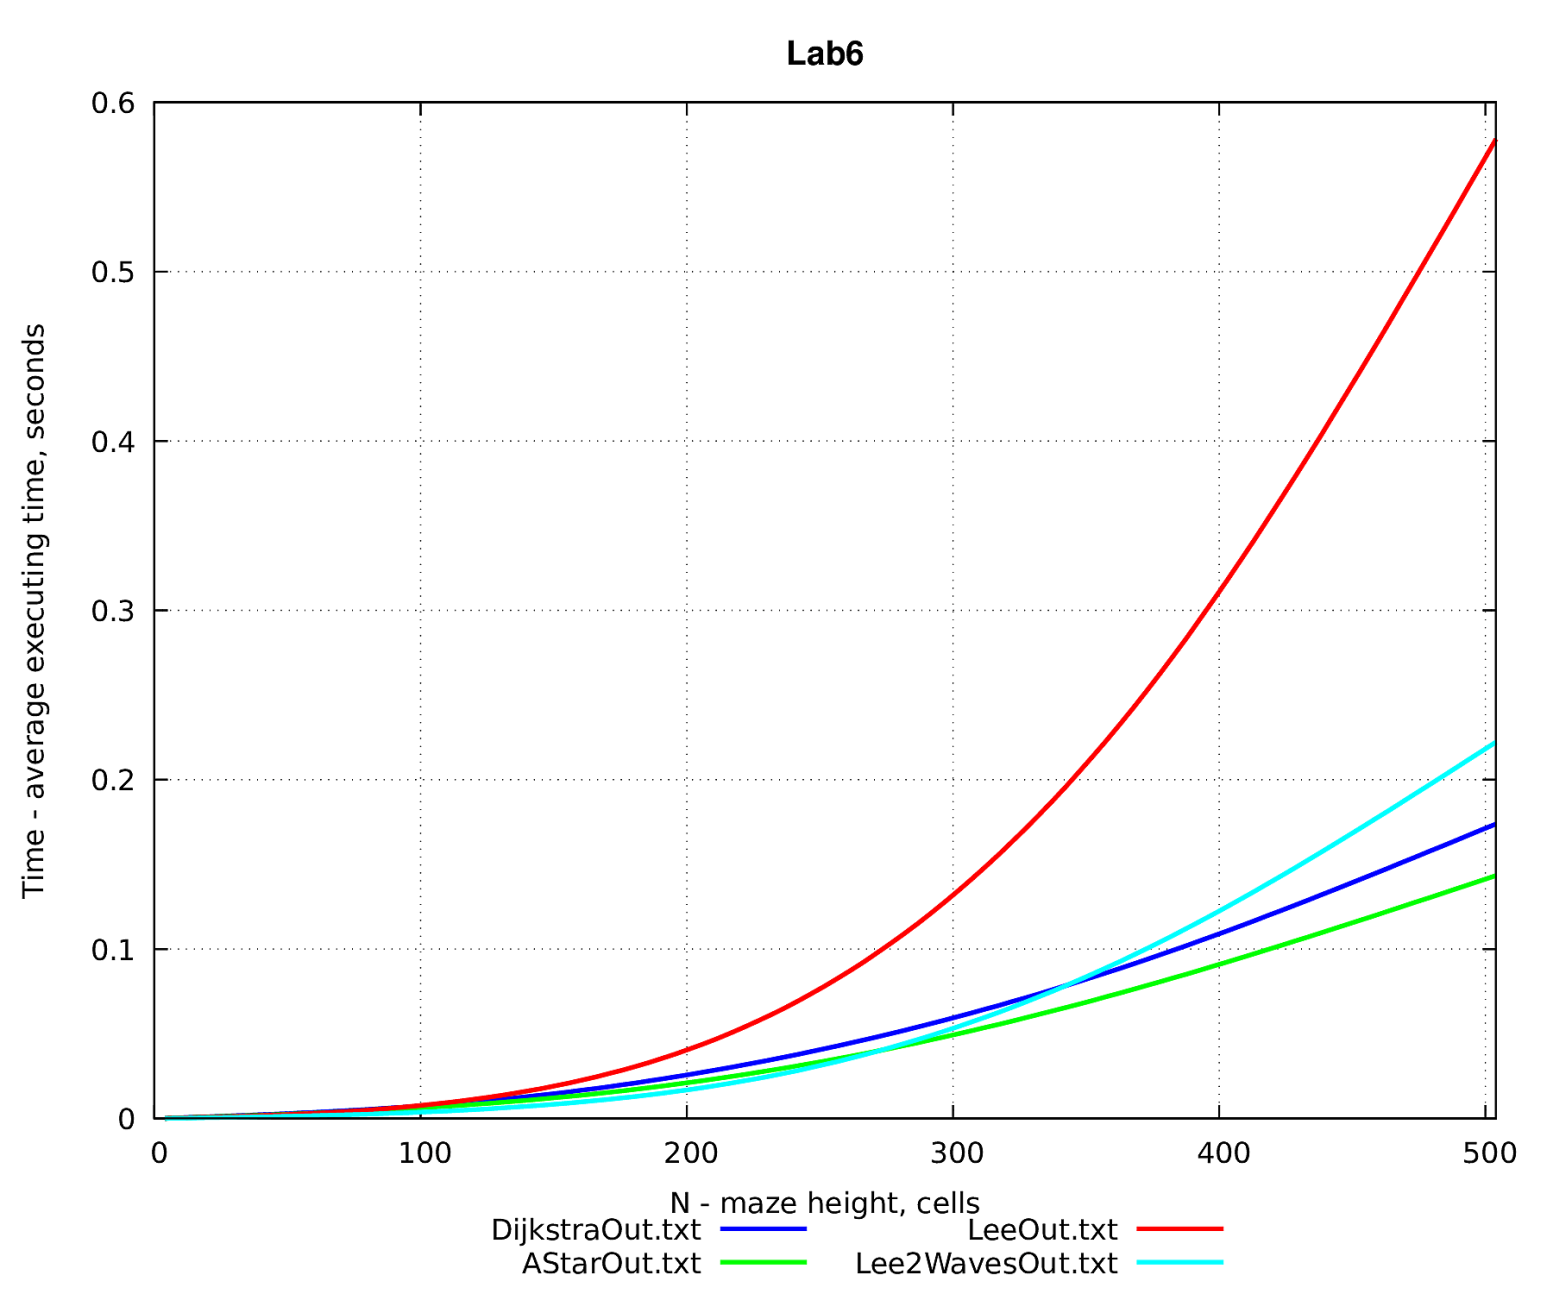 Lab6
0.6
0.5
0.4
0.3
0.2
0.1
0
Time - average executing time, seconds
0 100 200 300 400 500
N - maze height, cells
DijkstraOut.txt LeeOut.txt
AStarOut.txt Lee2WavesOut.txt